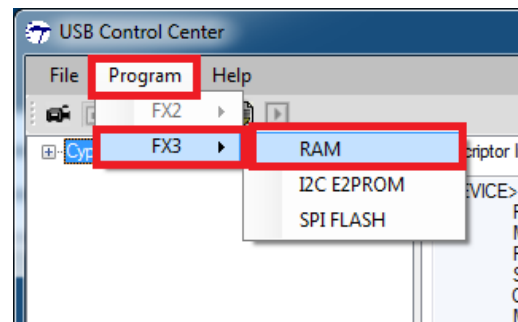 USB Control Center
File Program Help
FX2
FX3
RAM
I2C E2PROM
SPI FLASH
Cyp
criptor I
EVICE>